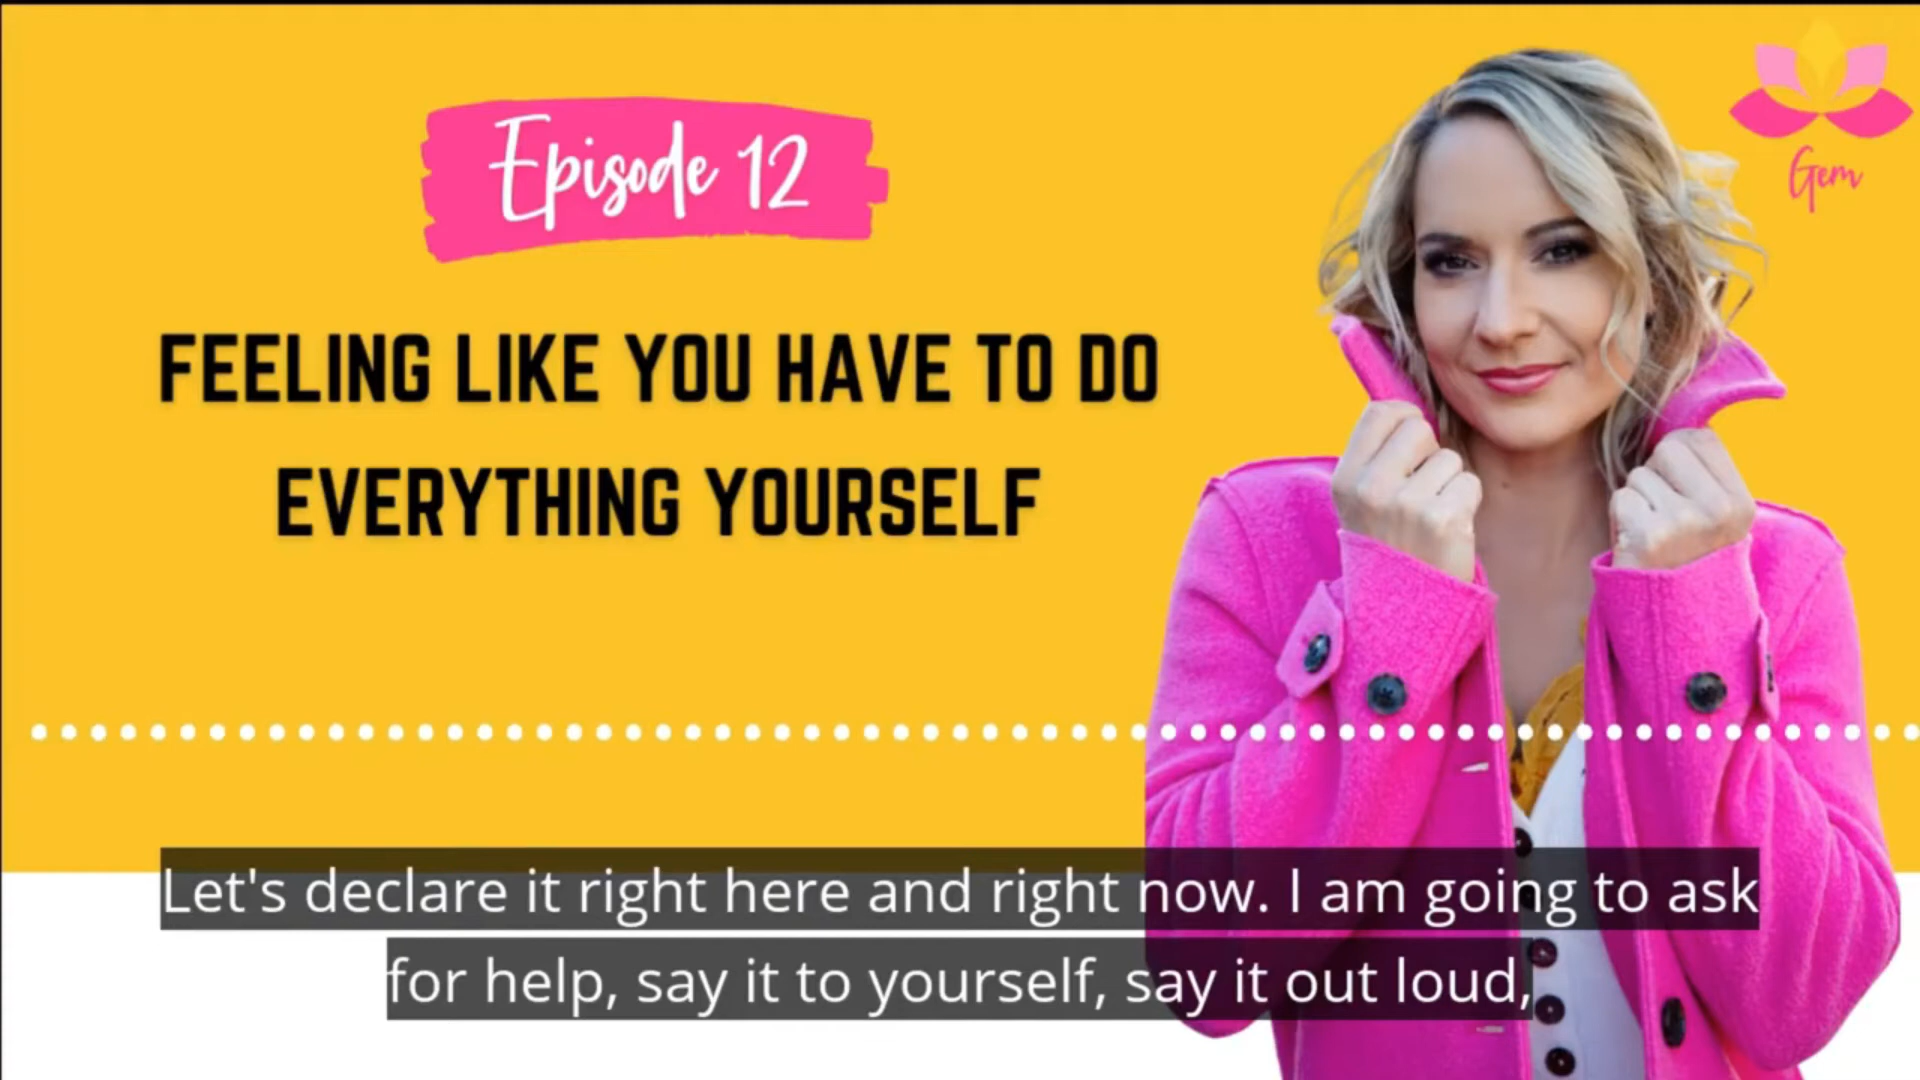 Episode 12
Gem
FEELING LIKE YOU HAVE TO DO
EVERYTHING YOURSELF
Let's declare it right here and right now. I am going to ask
for help, say it to yourself, say it out loud,